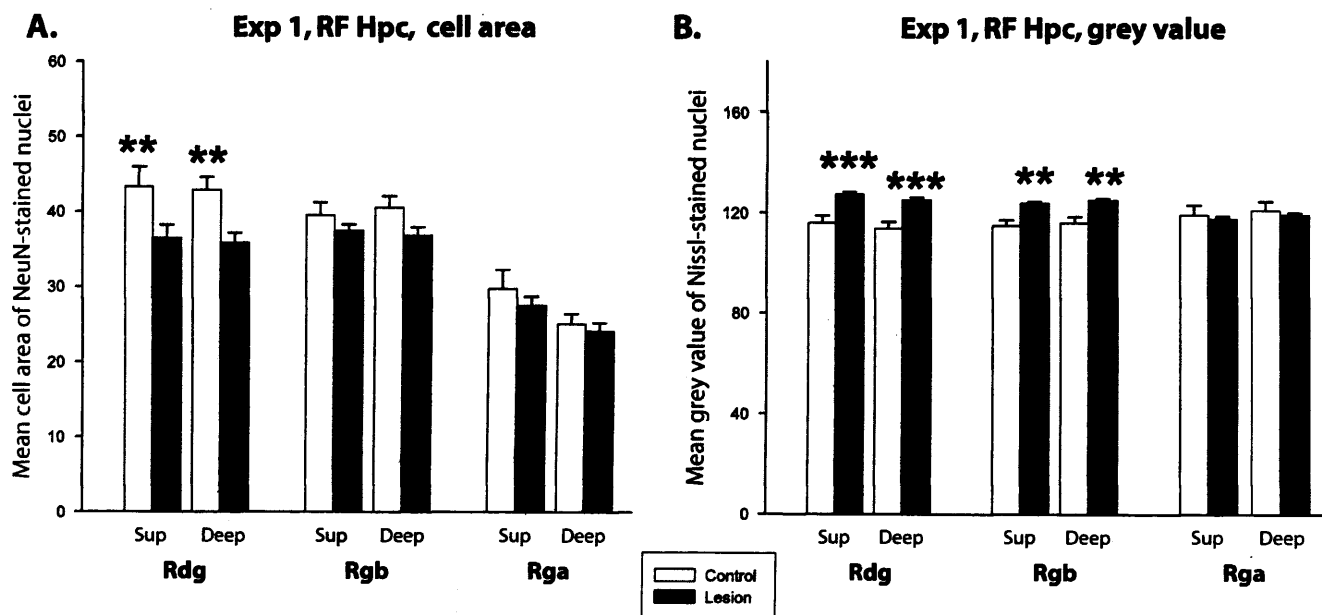 A. Exp 1, RF Hpc, cell area
Mean cell area of NeuN-stained nuclei
60
50
40
30
20
10
0
** **
Sup Deep Sup Deep Sup Deep
Rdg Rgb Rga
B. Exp 1, RF Hpc, grey value
Mean grey value of Nissl-stained nuclei
160
120
80
40
0
*** *** ** **
Sup Deep Sup Deep Sup Deep
Rdg Rgb Rga
Control
Lesion